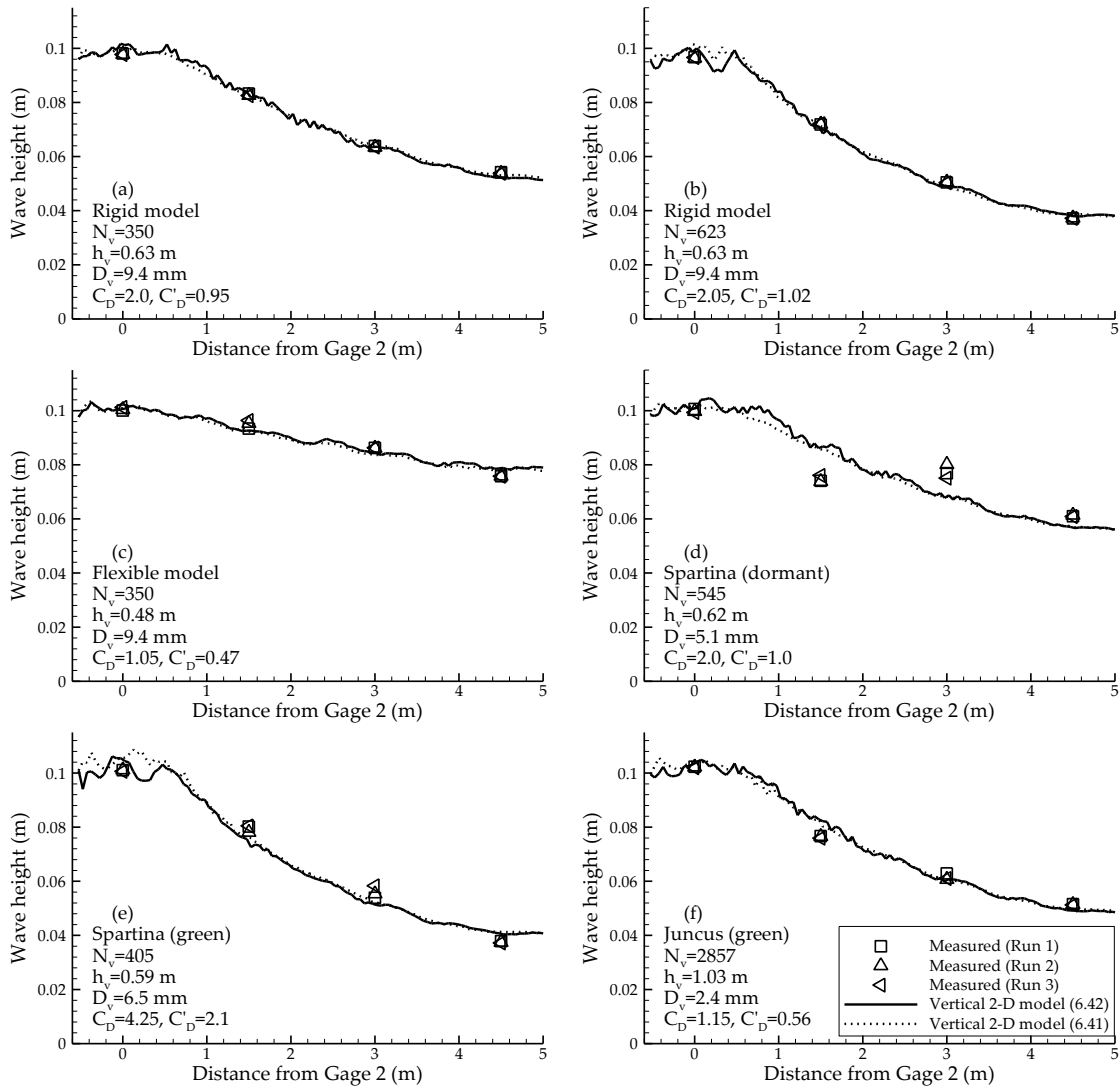 Wave height (m)
0.1
0.08
0.06
0.04
0.02
0
0 1 2 3 4 5
Distance from Gage 2 (m)
(a)
Rigid model
N_v=350
h_v=0.63 m
D_v=9.4 mm
C_D=2.0, C'_D=0.95
Wave height (m)
0.1
0.08
0.06
0.04
0.02
0
0 1 2 3 4 5
Distance from Gage 2 (m)
(b)
Rigid model
N_v=623
h_v=0.63 m
D_v=9.4 mm
C_D=2.05, C'_D=1.02
Wave height (m)
0.1
0.08
0.06
0.04
0.02
0
0 1 2 3 4 5
Distance from Gage 2 (m)
(c)
Flexible model
N_v=350
h_v=0.48 m
D_v=9.4 mm
C_D=1.05, C'_D=0.47
Wave height (m)
0.1
0.08
0.06
0.04
0.02
0
0 1 2 3 4 5
Distance from Gage 2 (m)
(d)
Spartina (dormant)
N_v=545
h_v=0.62 m
D_v=5.1 mm
C_D=2.0, C'_D=1.0
Wave height (m)
0.1
0.08
0.06
0.04
0.02
0
0 1 2 3 4 5
Distance from Gage 2 (m)
(e)
Spartina (green)
N_v=405
h_v=0.59 m
D_v=6.5 mm
C_D=4.25, C'_D=2.1
Wave height (m)
0.1
0.08
0.06
0.04
0.02
0
0 1 2 3 4 5
Distance from Gage 2 (m)
(f)
Juncus (green)
N_v=2857
h_v=1.03 m
D_v=2.4 mm
C_D=1.15, C'_D=0.56
Measured (Run 1)
Measured (Run 2)
Measured (Run 3)
Vertical 2-D model (6.42)
Vertical 2-D model (6.41)